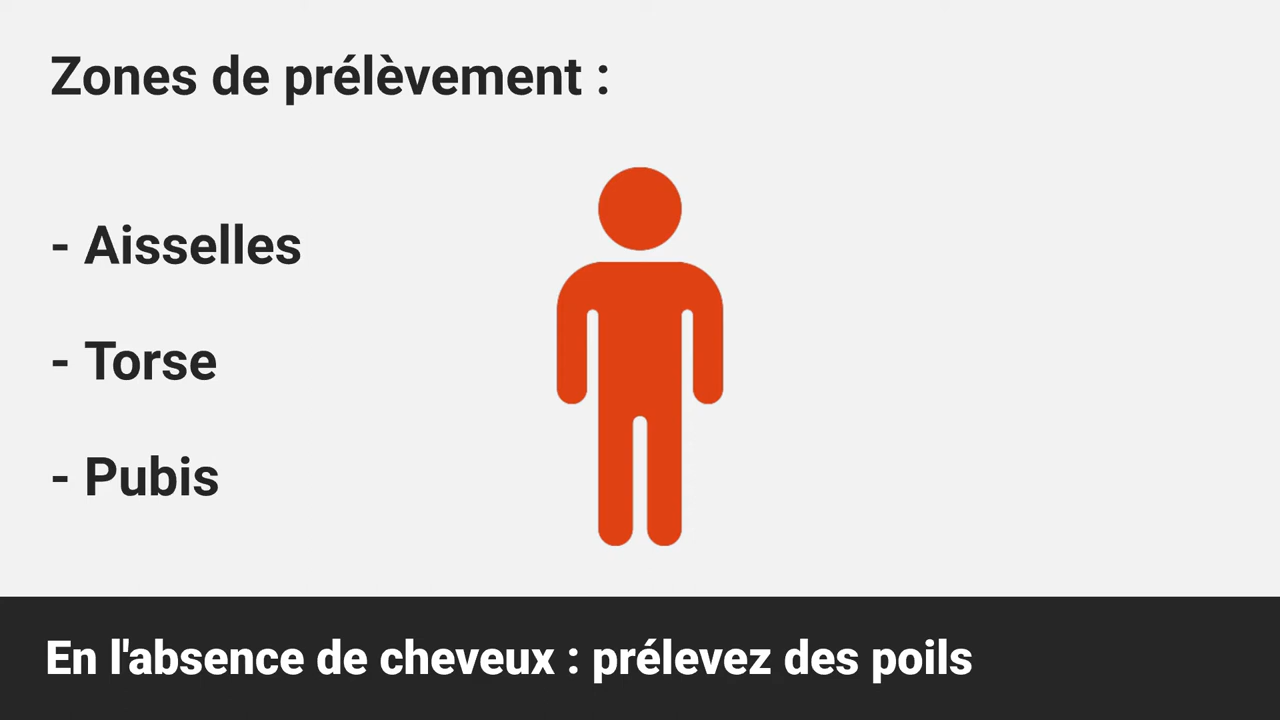 Zones de prélèvement :
- Aisselles
- Torse
- Pubis
En l'absence de cheveux : prélevez des poils